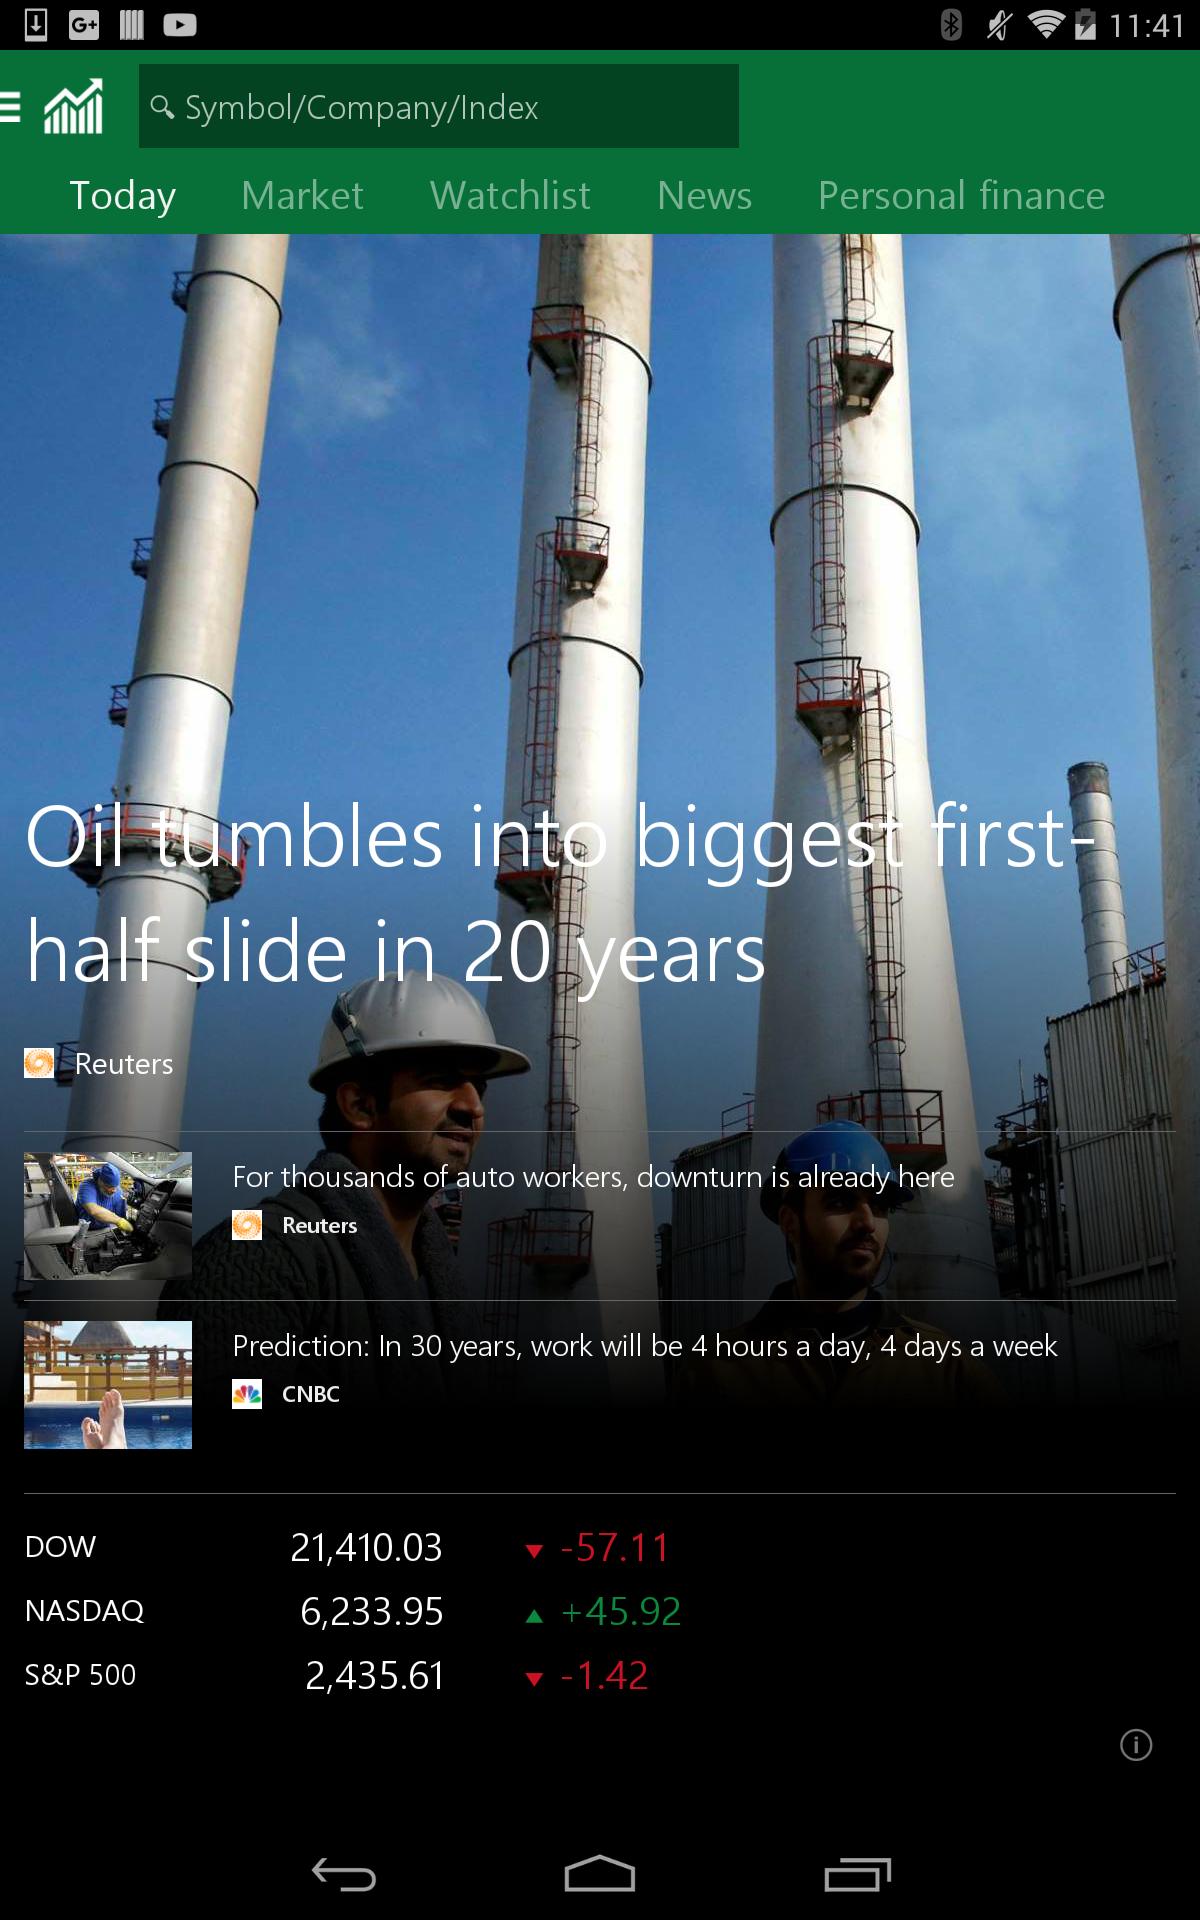 G+
11:41
Symbol/Company/Index
Today Market Watchlist News Personal finance
Oil tumbles into biggest first-
half slide in 20 years
Reuters
For thousands of auto workers, downturn is already here
Reuters
Prediction: In 30 years, work will be 4 hours a day, 4 days a week
CNBC
DOW 21,410.03 ▼ -57.11
NASDAQ 6,233.95 ▲ +45.92
S&P 500 2,435.61 ▼ -1.42